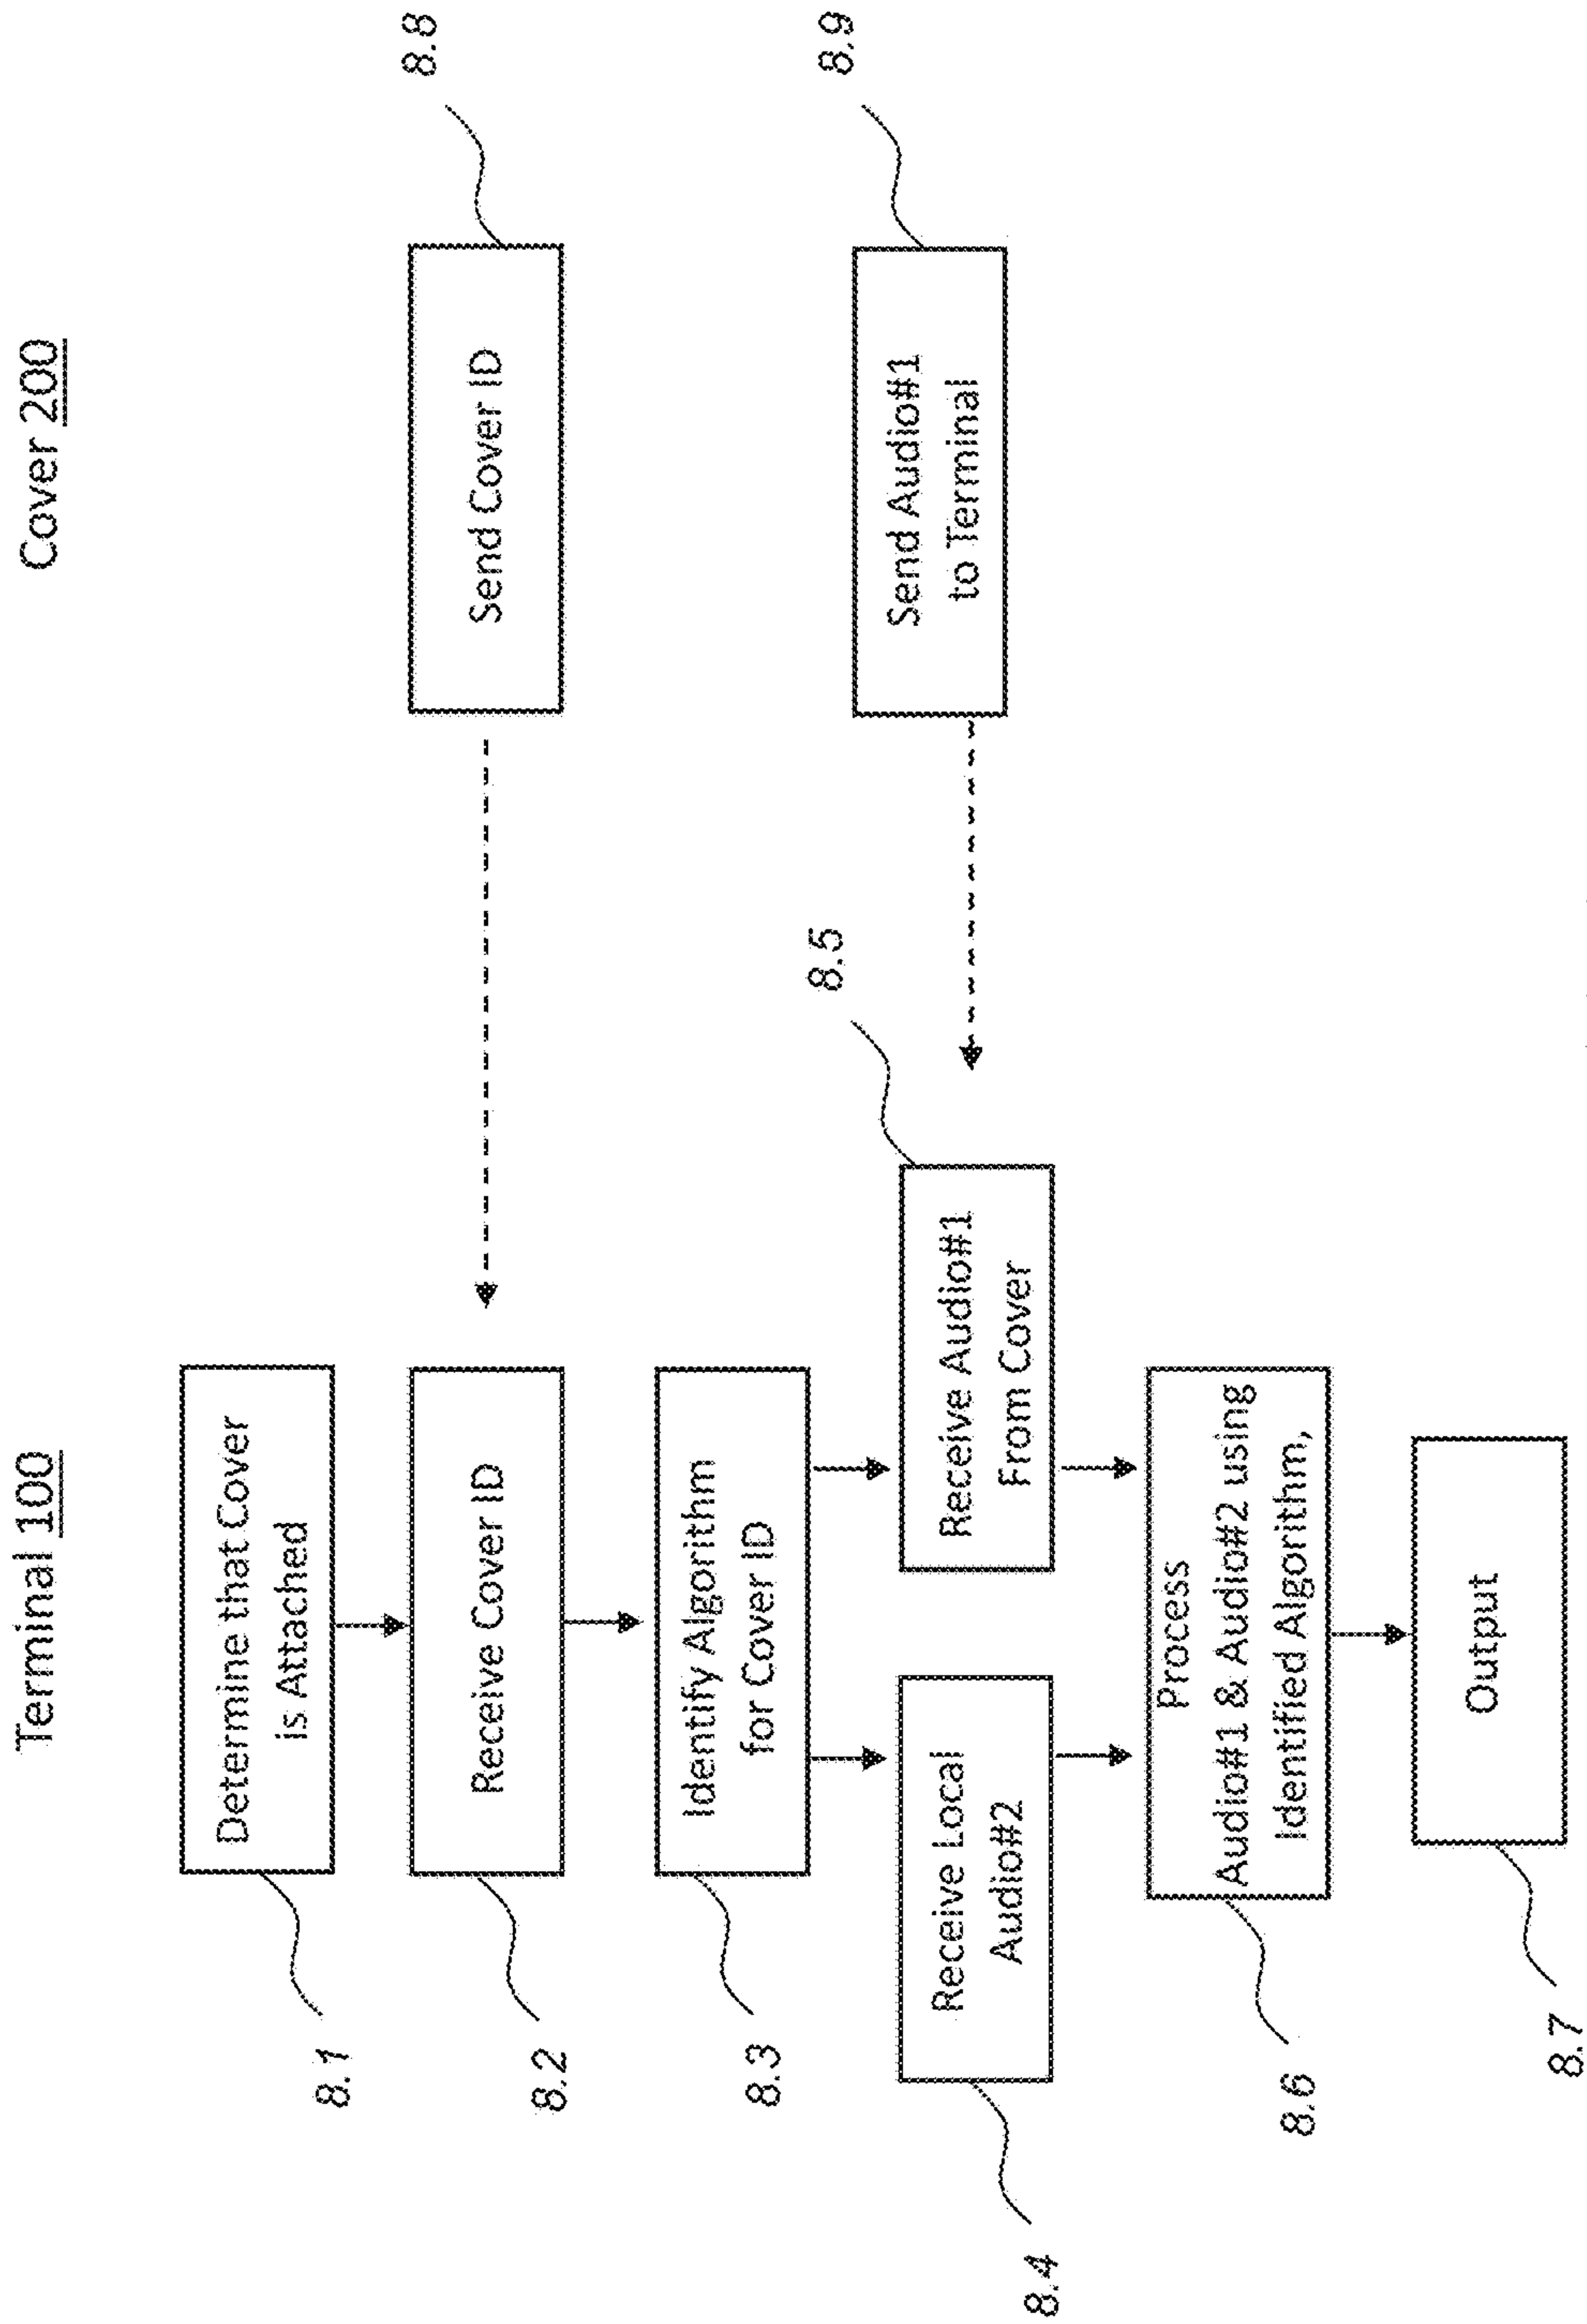 Terminal 100
Cover 200
Determine that Cover
is Attached
8.1
Receive Cover ID
8.2
Send Cover ID
8.8
Identify Algorithm
for Cover ID
8.3
Receive Local
Audio#2
8.4
Receive Audio#1
From Cover
8.5
Send Audio#1
to Terminal
8.9
Process
Audio#1 & Audio#2 using
Identified Algorithm,
8.6
Output
8.7